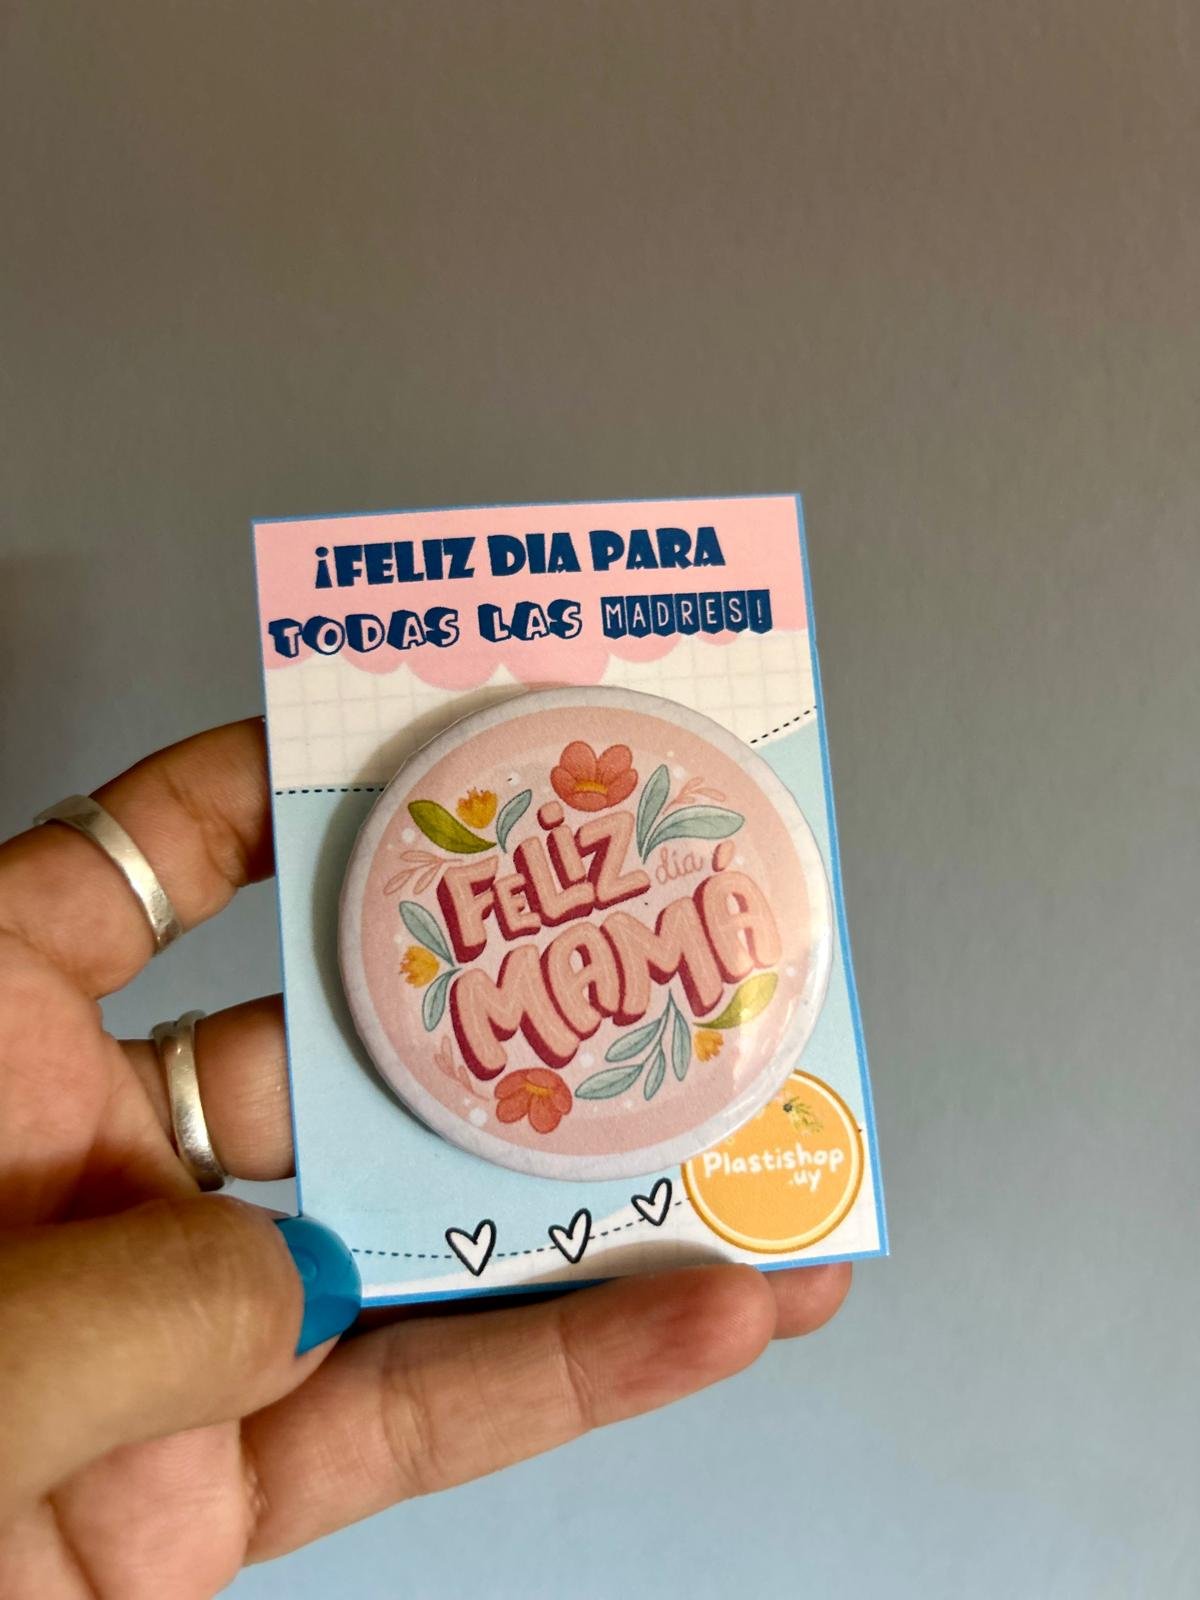 ¡FELIZ DIA PARA
TODAS LAS MADRES!
FELIZ día
MAMÁ
Plastishop
.uy